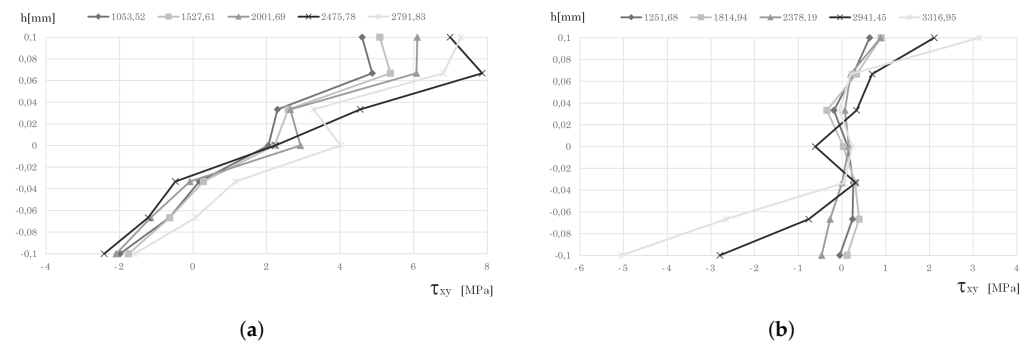 h[mm] 1053,52 1527,61 2001,69 2475,78 2791,83
0,1
0,08
0,06
0,04
0,02
0
-0,02
-0,04
-0,06
-0,08
-0,1
-4 -2 0 2 4 6 8
τxy [MPa]
(a)
h[mm] 1251,68 1814,94 2378,19 2941,45 3316,95
0,1
0,08
0,06
0,04
0,02
0
-0,02
-0,04
-0,06
-0,08
-0,1
-6 -5 -4 -3 -2 -1 0 1 2 3 4
τxy [MPa]
(b)